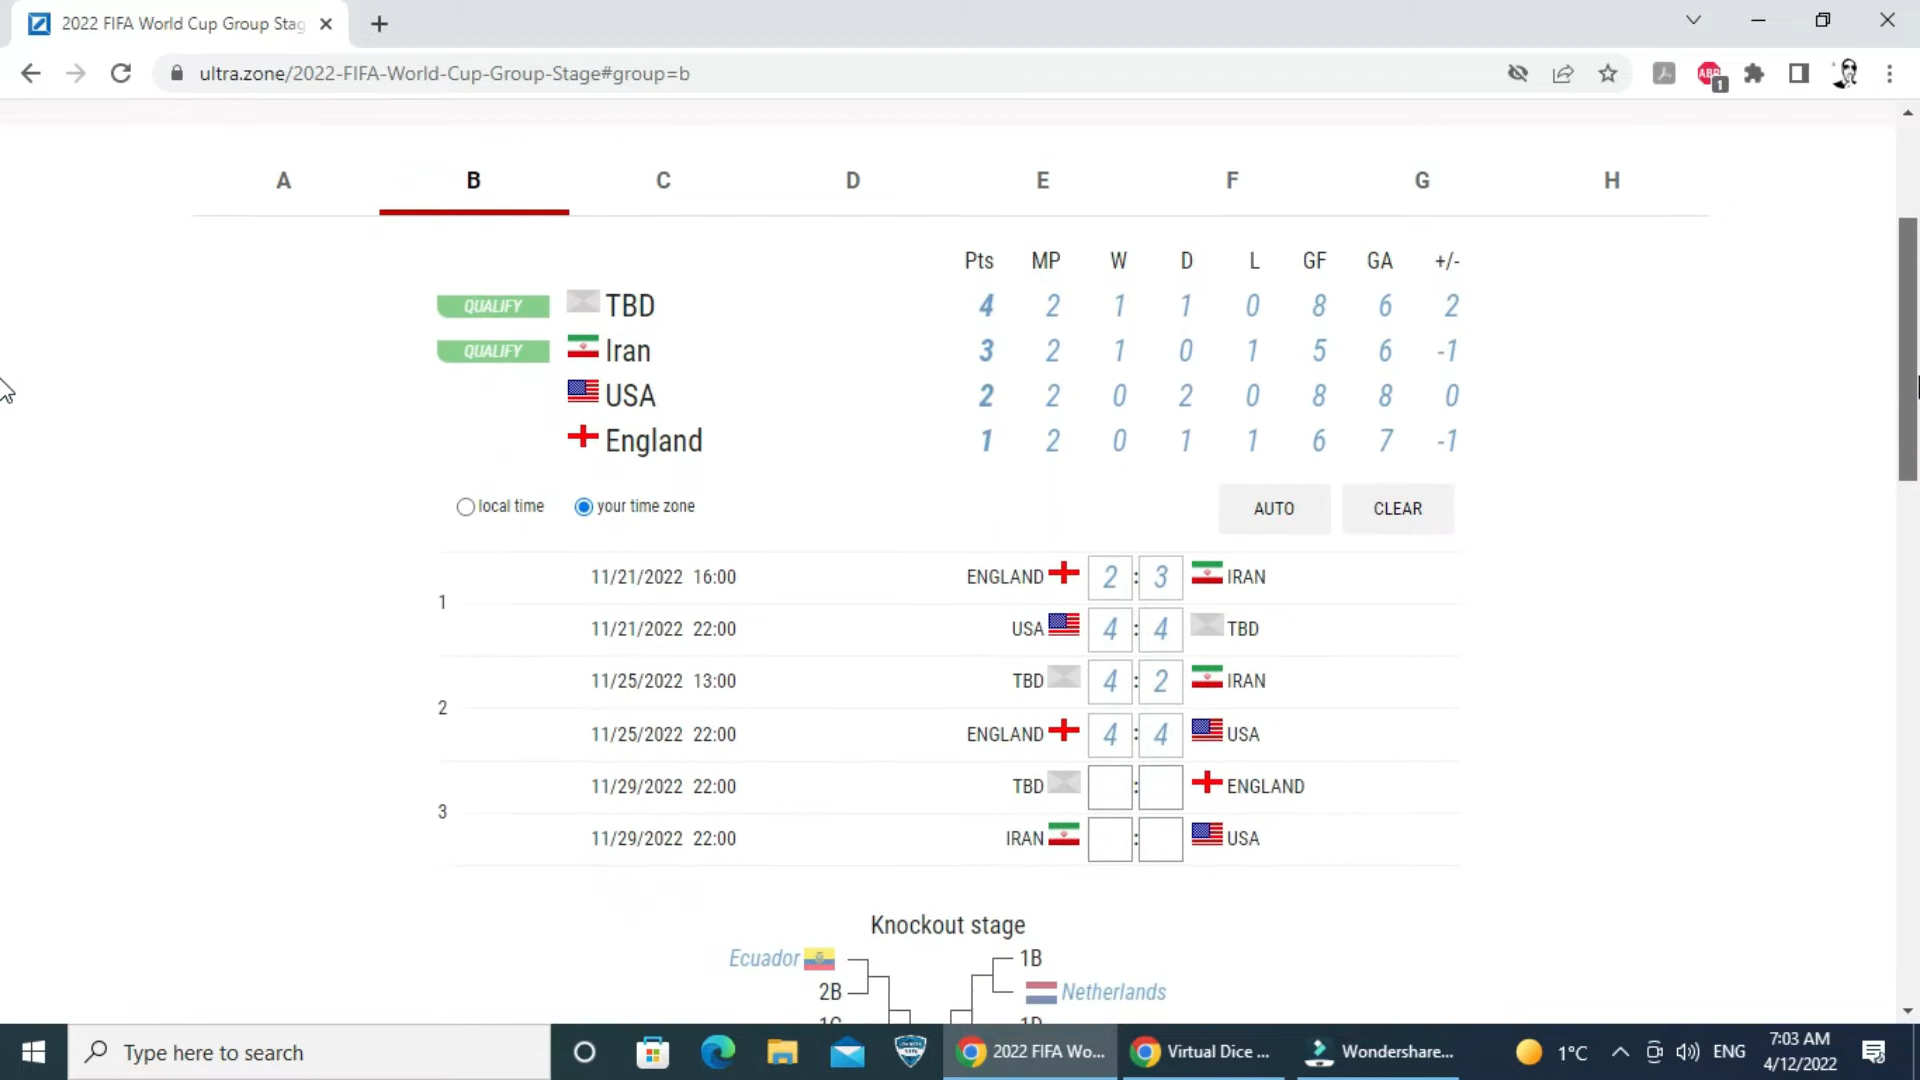 2022 FIFA World Cup Group Stag
ultra.zone/2022-FIFA-World-Cup-Group-Stage#group=b
ABP 1
A B C D E F G H
Pts MP W D L GF GA +/-
QUALIFY TBD 4 2 1 1 0 8 6 2
QUALIFY Iran 3 2 1 0 1 5 6 -1
USA 2 2 0 2 0 8 8 0
England 1 2 0 1 1 6 7 -1
local time your time zone AUTO CLEAR
1
11/21/2022 16:00 ENGLAND 2 : 3 IRAN
11/21/2022 22:00 USA 4 : 4 TBD
2
11/25/2022 13:00 TBD 4 : 2 IRAN
11/25/2022 22:00 ENGLAND 4 : 4 USA
3
11/29/2022 22:00 TBD : ENGLAND
11/29/2022 22:00 IRAN : USA
Knockout stage
Ecuador 1B
2B Netherlands
1C 1D
Type here to search 2022 FIFA Wo... Virtual Dice ... Wondershare... 1°C ENG 7:03 AM
4/12/2022